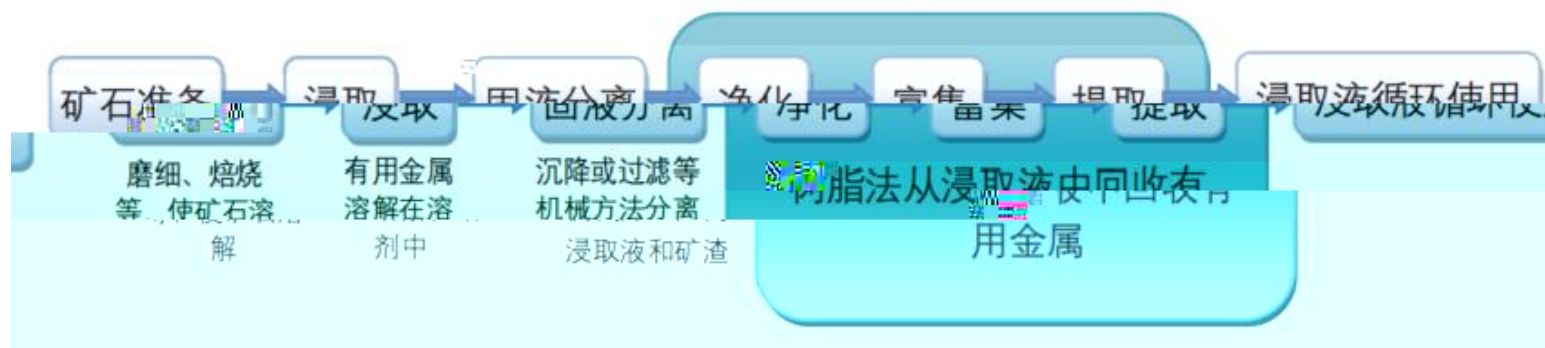 矿石准备 浸取 固液分离 净化 富集 提取 浸取液循环使用
磨细、焙烧 有用金属 沉降或过滤等 树脂法从浸取液中回收有
等，使矿石溶 溶解在溶 机械方法分离 用金属
解 剂中 浸取液和矿渣